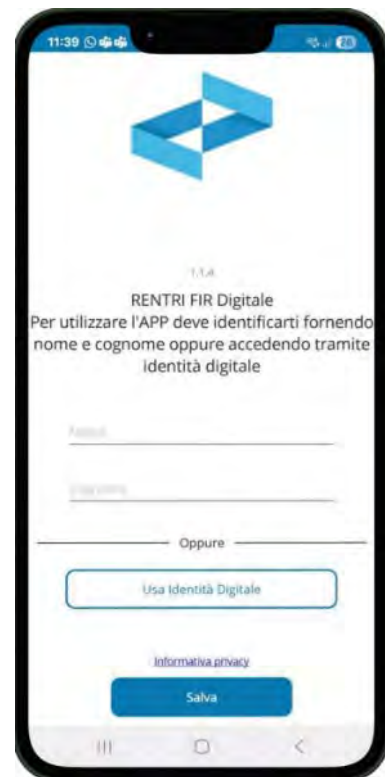 11:39
1.1.4
RENTRI FIR Digitale
Per utilizzare l'APP deve identificarti fornendo
nome e cognome oppure accedendo tramite
identità digitale
Nome
Cognome
Oppure
Usa Identità Digitale
Informativa privacy
Salva